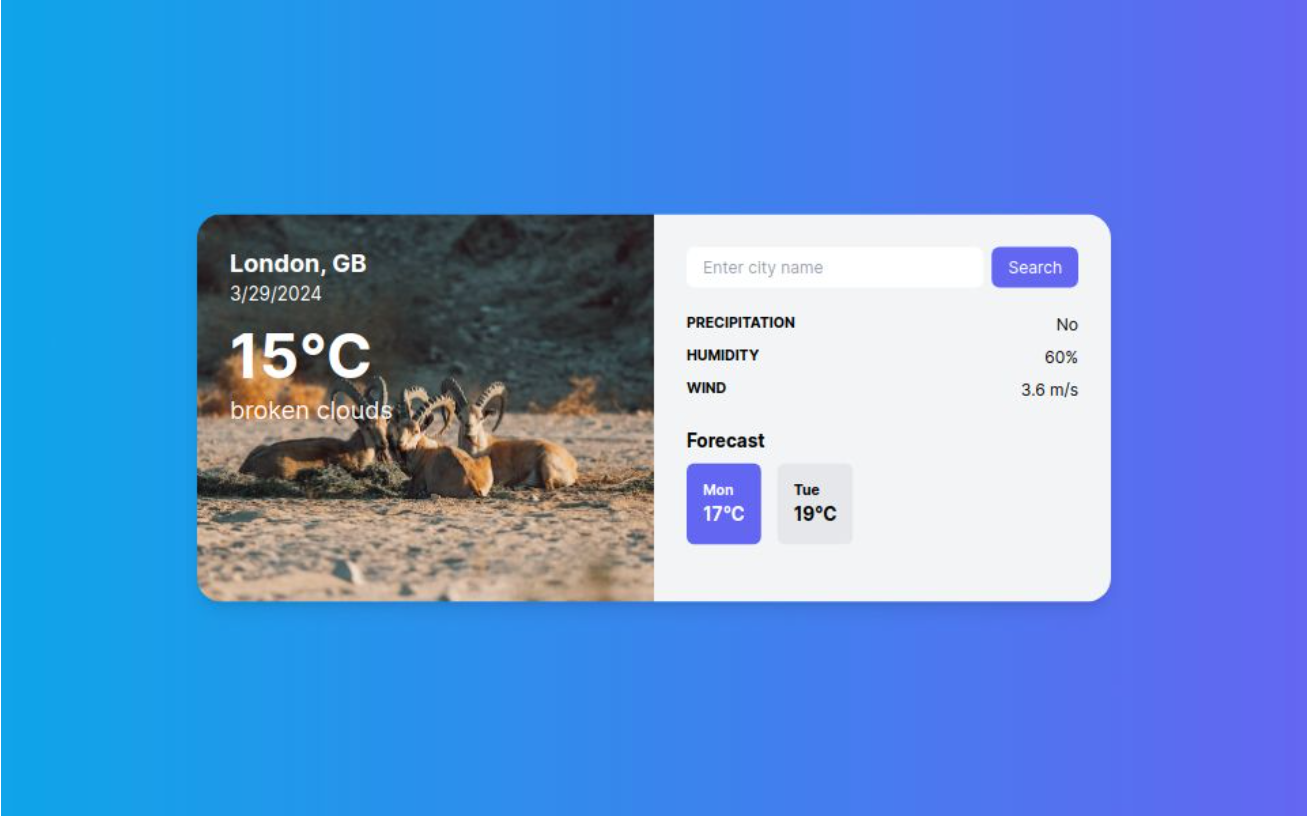 London, GB
3/29/2024
15°C
broken clouds
Enter city name
Search
PRECIPITATION
No
HUMIDITY
60%
WIND
3.6 m/s
Forecast
Mon
17°C
Tue
19°C